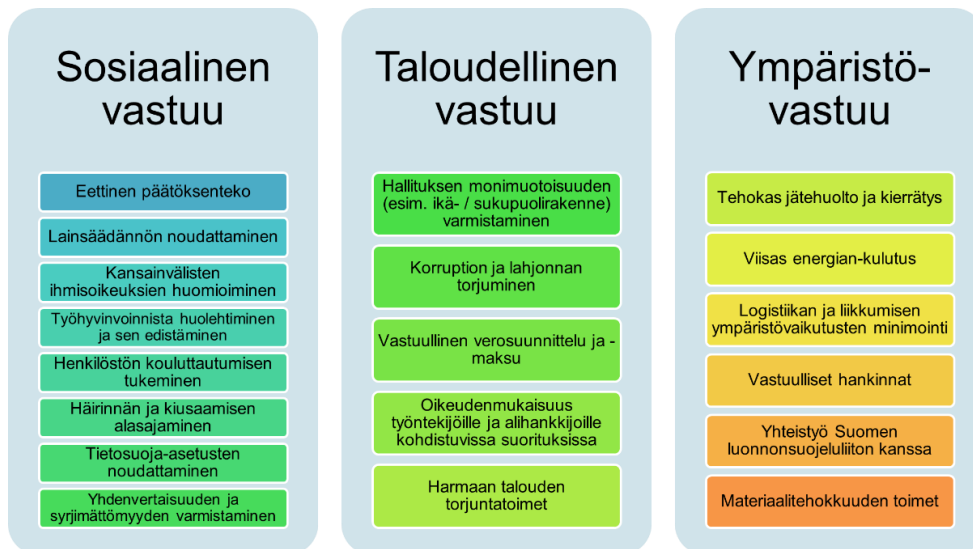 Sosiaalinen
vastuu
Eettinen päätöksenteko
Lainsäädännön noudattaminen
Kansainvälisten
ihmisoikeuksien huomioiminen
Työhyvinvoinnista huolehtiminen
ja sen edistäminen
Henkilöstön kouluttautumisen
tukeminen
Häirinnän ja kiusaamisen
alasajaminen
Tietosuoja-asetusten
noudattaminen
Yhdenvertaisuuden ja
syrjimättömyyden varmistaminen
Taloudellinen
vastuu
Hallituksen monimuotoisuuden
(esim. ikä- / sukupuolirakenne)
varmistaminen
Korruption ja lahjonnan
torjuminen
Vastuullinen verosuunnittelu ja -
maksu
Oikeudenmukaisuus
työntekijöille ja alihankkijoille
kohdistuvissa suorituksissa
Harmaan talouden
torjuntatoimet
Ympäristö-
vastuu
Tehokas jätehuolto ja kierrätys
Viisas energian-kulutus
Logistiikan ja liikkumisen
ympäristövaikutusten minimointi
Vastuulliset hankinnat
Yhteistyö Suomen
luonnonsuojeluliiton kanssa
Materiaalitehokkuuden toimet